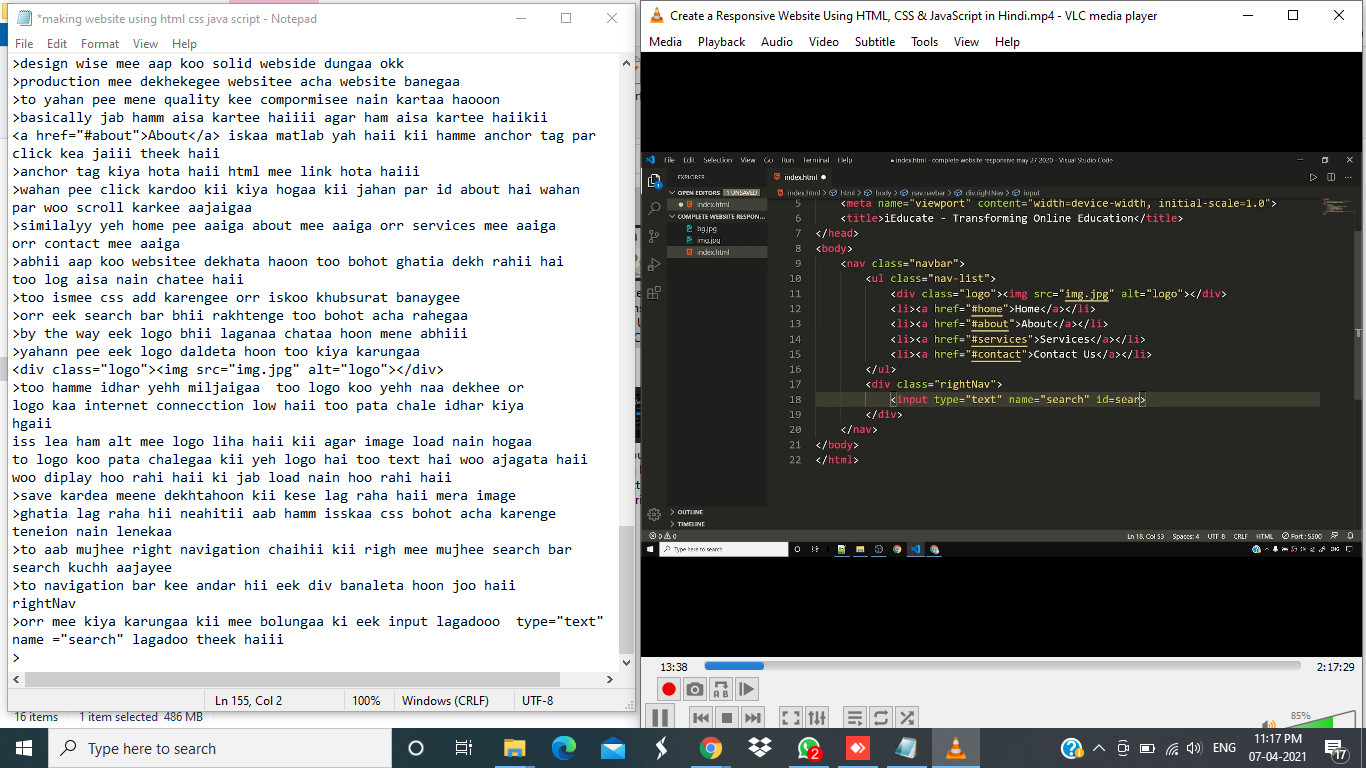 *making website using html css java script - Notepad
File Edit Format View Help
>design wise mee aap koo solid webside dungaa okk
>production mee dekhekegee websitee acha website banegaa
>to yahan pee mene quality kee compormisee nain kartaa haooon
>basically jab hamm aisa kartee haiiii agar ham aisa kartee haiikii
<a href="#about">About</a> iskaa matlab yah haii kii hamme anchor tag par
click kea jaiii theek haii
>anchor tag kiya hota haii html mee link hota haiii
>wahan pee click kardoo kii kiya hogaa kii jahan par id about hai wahan
par woo scroll karkee aajaigaa
>similalyy yeh home pee aaiga about mee aaiga orr services mee aaiga
orr contact mee aaiga
>abhii aap koo websitee dekhata haoon too bohot ghatia dekh rahii hai
too log aisa nain chatee haii
>too ismee css add karengee orr iskoo khubsurat banaygee
>orr eek search bar bhii rakhtenge too bohot acha rahegaa
>by the way eek logo bhii laganaa chataa hoon mene abhiii
>yahann pee eek logo daldeta hoon too kiya karungaa
<div class="logo"><img src="img.jpg" alt="logo"></div>
>too hamme idhar yehh miljaigaa  too logo koo yehh naa dekhee or
logo kaa internet connecction low haii too pata chale idhar kiya
hgaii
iss lea ham alt mee logo liha haii kii agar image load nain hogaa
to logo koo pata chalegaa kii yeh logo hai too text hai woo ajagata haii
woo diplay hoo rahi haii ki jab load nain hoo rahi haii
>save kardea meene dekhtahoon kii kese lag raha haii mera image
>ghatia lag raha hii neahitii aab hamm isskaa css bohot acha karenge
teneion nain lenekaa
>to aab mujhee right navigation chaihii kii righ mee mujhee search bar
search kuchh aajayee
>to navigation bar kee andar hii eek div banaleta hoon joo haii
rightNav
>orr mee kiya karungaa kii mee bolungaa ki eek input lagadooo  type="text"
name ="search" lagadoo theek haiii
>
Ln 155, Col 2 100% Windows (CRLF) UTF-8
16 items 1 item selected 486 MB
Create a Responsive Website Using HTML, CSS & JavaScript in Hindi.mp4 - VLC media player
Media Playback Audio Video Subtitle Tools View Help
File Edit Selection View Go Run Terminal Help
● index.html - complete website responsive may 27 2020 - Visual Studio Code
EXPLORER
index.html ●
OPEN EDITORS 1 UNSAVED
index.html > html > body > nav.navbar > div.rightNav > input
● index.html
COMPLETE WEBSITE RESPON...
bg.jpg
img.jpg
index.html
5 <meta name="viewport" content="width=device-width, initial-scale=1.0">
6 <title>iEducate - Transforming Online Education</title>
7 </head>
8 <body>
9 <nav class="navbar">
10 <ul class="nav-list">
11 <div class="logo"><img src="img.jpg" alt="logo"></div>
12 <li><a href="#home">Home</a></li>
13 <li><a href="#about">About</a></li>
14 <li><a href="#services">Services</a></li>
15 <li><a href="#contact">Contact Us</a></li>
16 </ul>
17 <div class="rightNav">
18 <input type="text" name="search" id=sear>
19 </div>
20 </nav>
21 </body>
22 </html>
OUTLINE
TIMELINE
0 0 Ln 18, Col 53 Spaces: 4 UTF-8 CRLF HTML Port : 5500
Type here to search
ENG
13:38 2:17:29
A B
85%
Type here to search
2
ENG
11:17 PM
07-04-2021
17